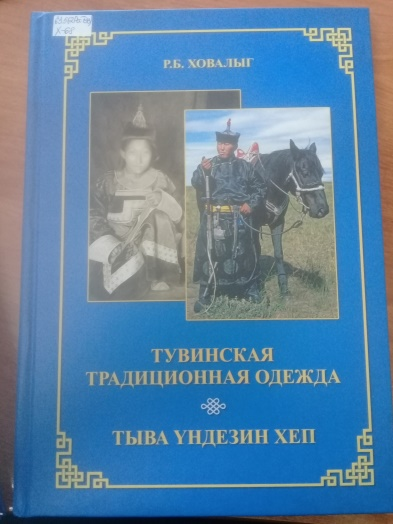 Р.Б. ХОВАЛЫГ
ТУВИНСКАЯ
ТРАДИЦИОННАЯ ОДЕЖДА
ТЫВА ҮНДЕЗИН ХЕП